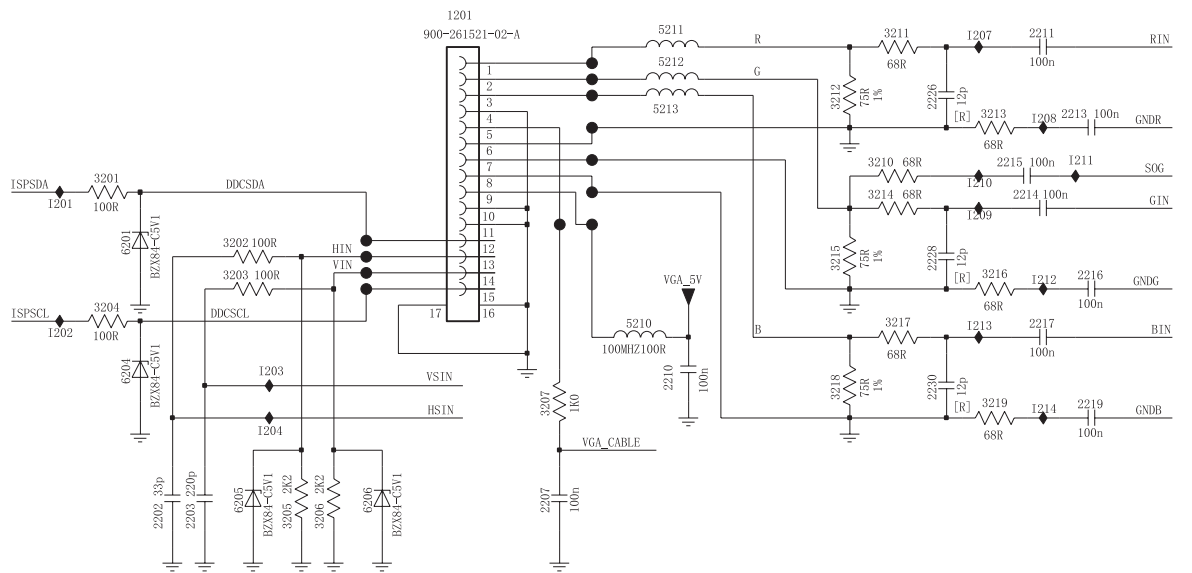 1201
900-261521-02-A
1
2
3
4
5
6
7
8
9
10
11
12
13
14
15
16
17
5211
R
5212
G
5213
3211
68R
I207
2211
100n
RIN
3212
75R
1%
2226
12p
[R]
3213
68R
I208
2213 100n
GNDR
3210 68R
I210
2215
100n
I211
SOG
3214 68R
I209
2214 100n
GIN
3215
75R
1%
2228
12p
[R]
3216
68R
I212
2216
100n
GNDG
B
3217
68R
I213
2217
100n
BIN
3218
75R
1%
2230
12p
[R]
3219
68R
I214
2219
100n
GNDB
ISPSDA
I201
3201
100R
DDCSDA
6201
BZX84-C5V1
3202 100R
HIN
VIN
3203 100R
ISPSCL
I202
3204
100R
DDCSCL
6204
BZX84-C5V1
I203
VSIN
HSIN
I204
VGA_5V
5210
100MHZ100R
2210
100n
3207
1K0
VGA_CABLE
2207
100n
2202
33p
2203
220p
6205
BZX84-C5V1
3205
2K2
3206
2K2
6206
BZX84-C5V1